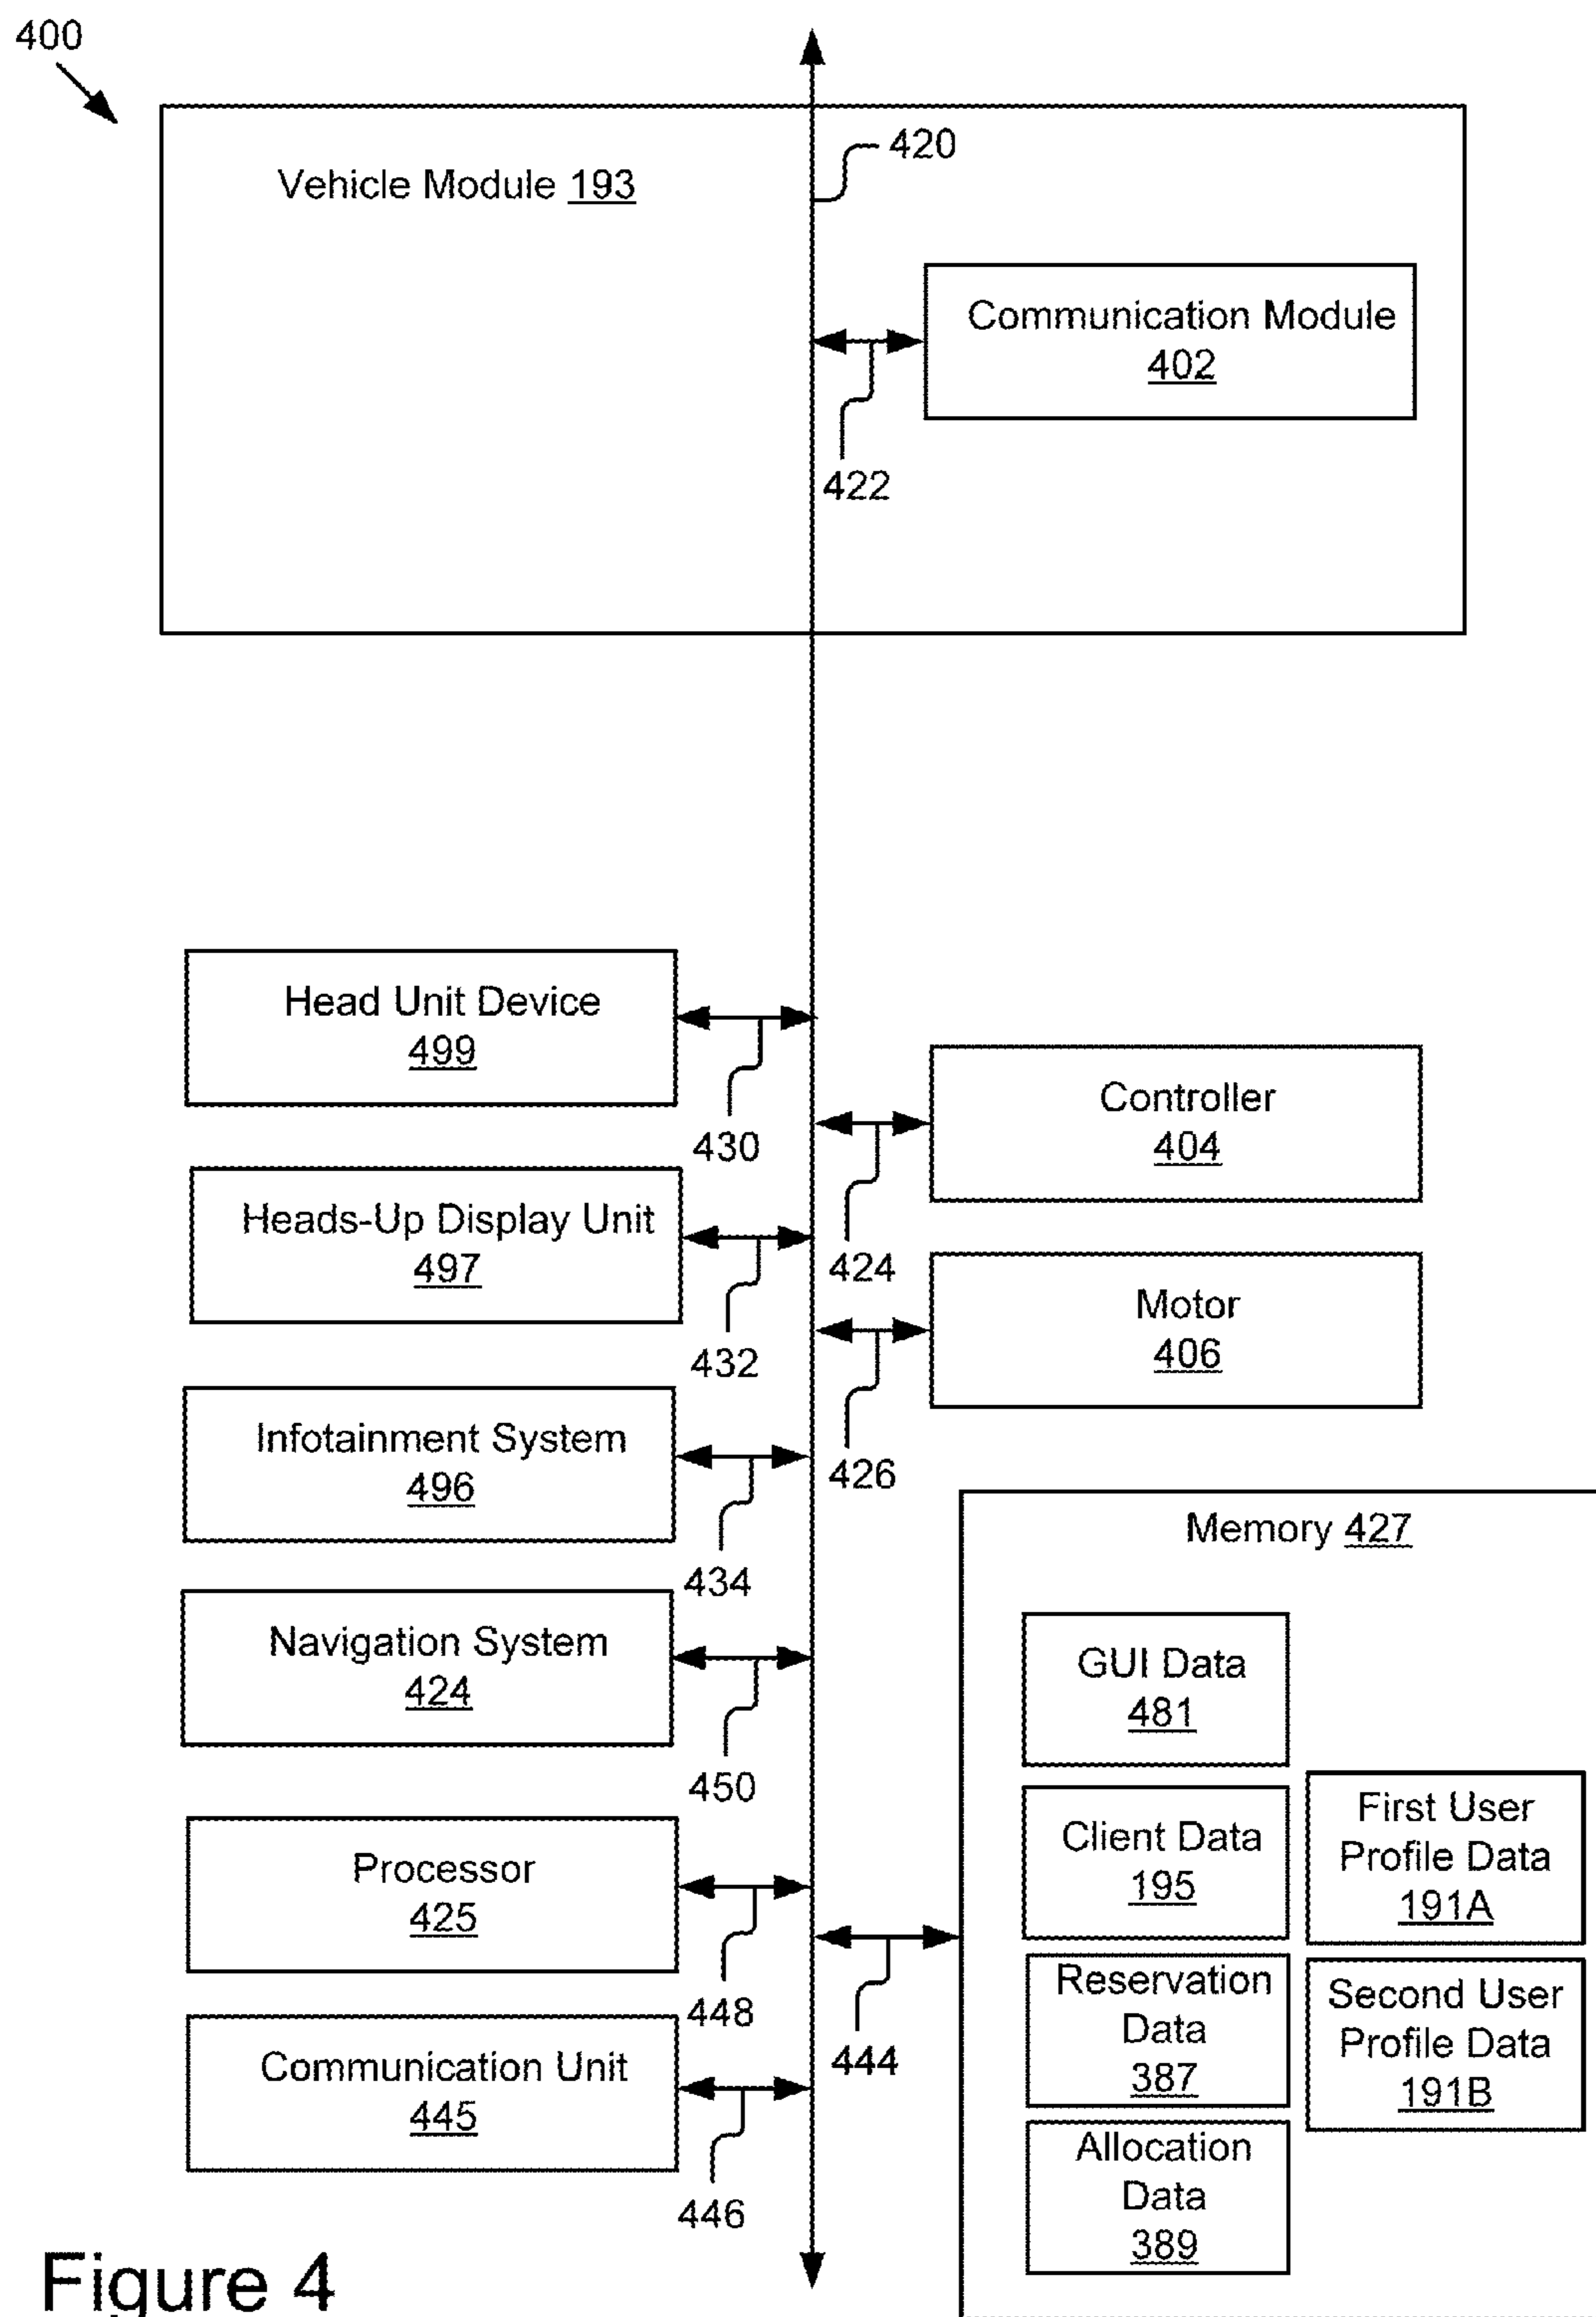 400
420
Vehicle Module 193
Communication Module
402
422
Head Unit Device
499
430
Controller
404
424
Heads-Up Display Unit
497
432
Motor
406
426
Infotainment System
496
434
Memory 427
Navigation System
424
450
GUI Data
481
Client Data
195
First User
Profile Data
191A
Processor
425
448
444
Reservation
Data
387
Second User
Profile Data
191B
Communication Unit
445
446
Allocation
Data
389
Figure 4